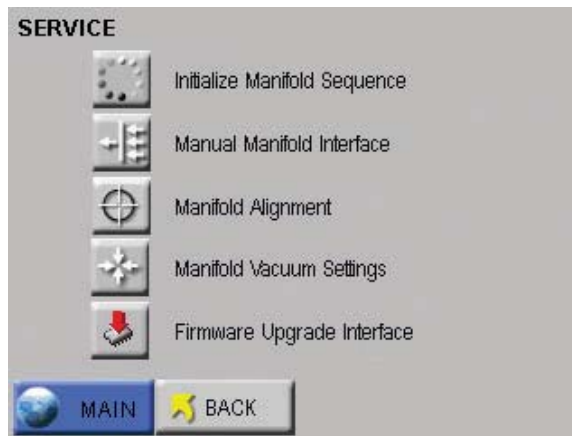 SERVICE
Initialize Manifold Sequence
Manual Manifold Interface
Manifold Alignment
Manifold Vacuum Settings
Firmware Upgrade Interface
MAIN BACK